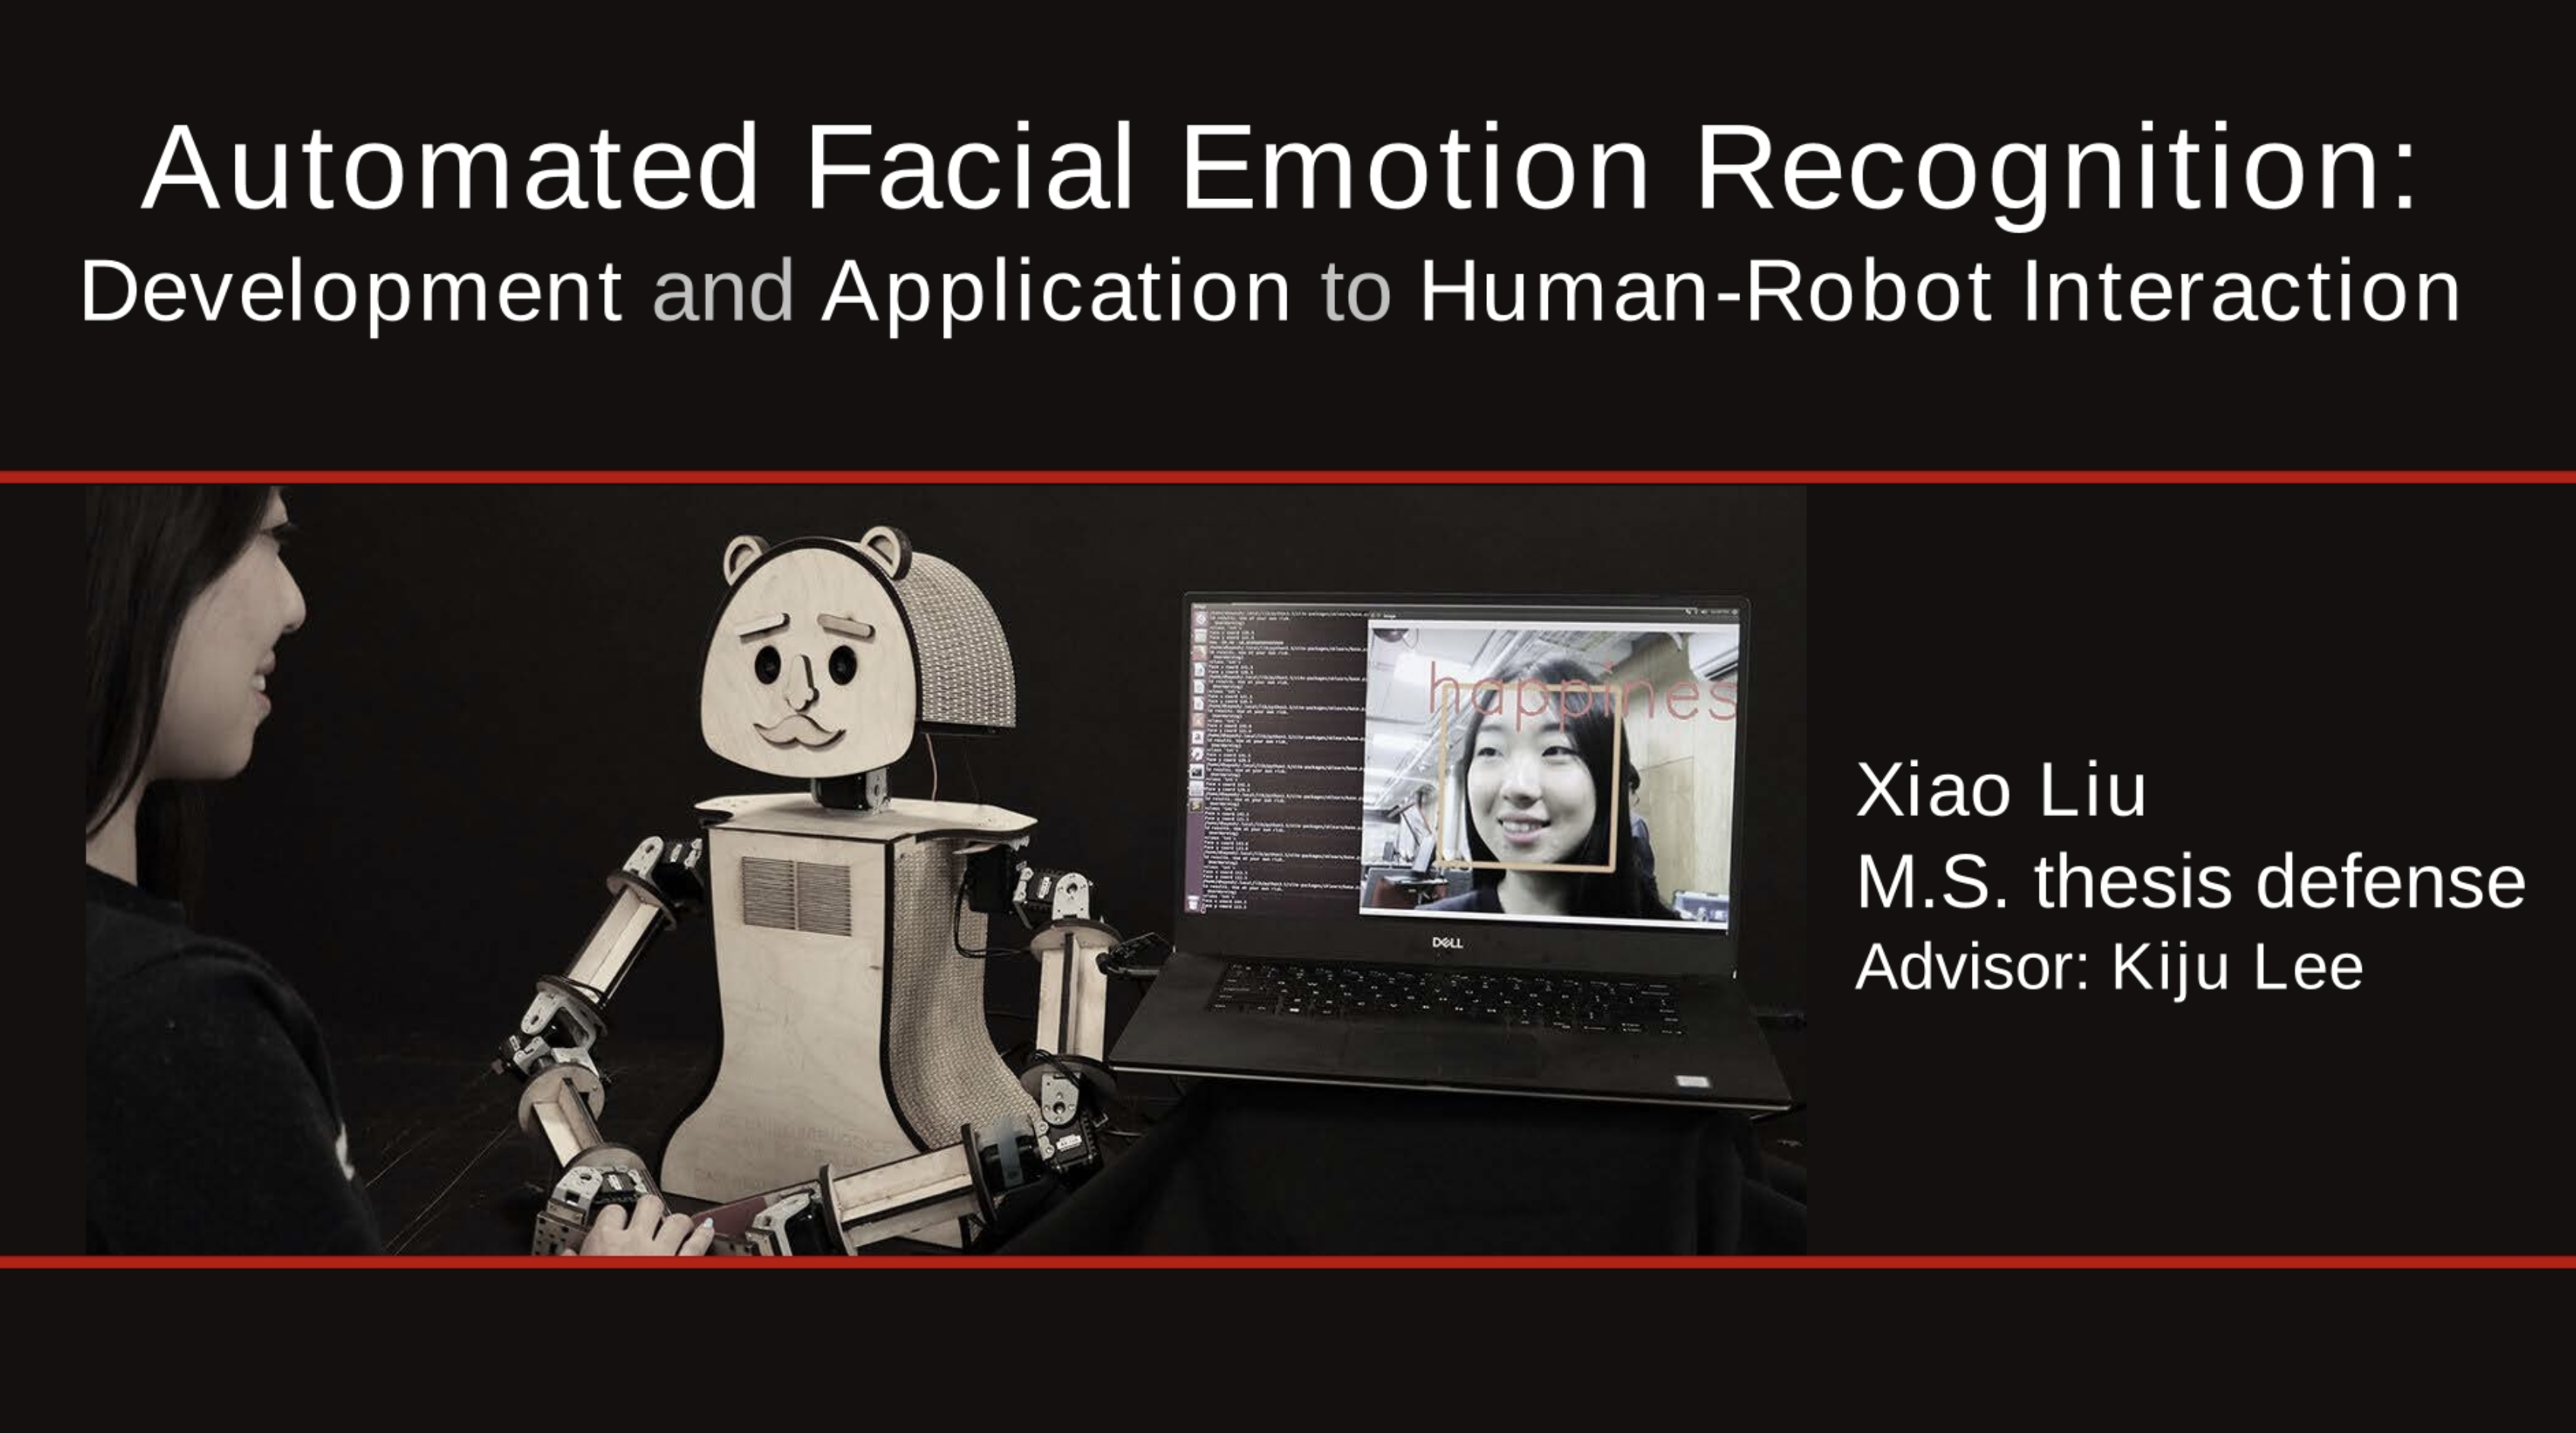 Automated Facial Emotion Recognition:
Development and Application to Human-Robot Interaction
happines
DELL
Xiao Liu
M.S. thesis defense
Advisor: Kiju Lee